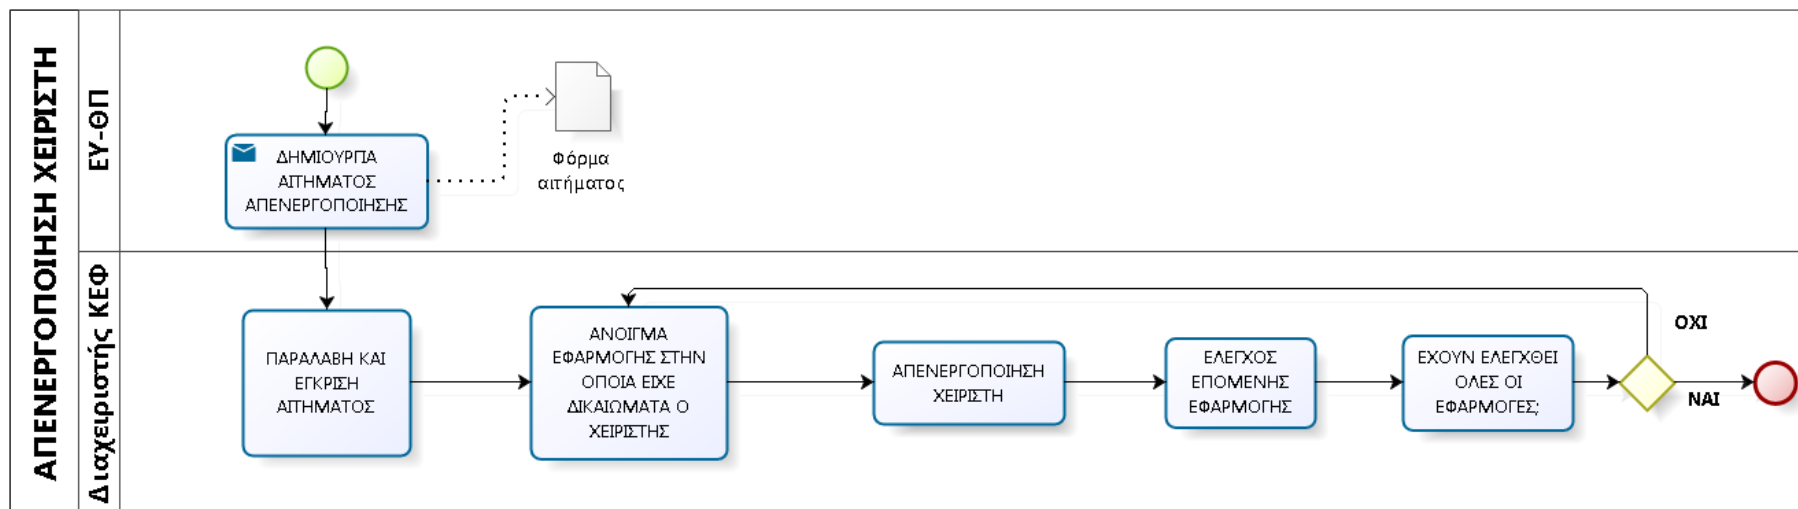 ΑΠΕΝΕΡΓΟΠΟΙΗΣΗ ΧΕΙΡΙΣΤΗ
ΕΥ-ΘΠ
ΔΗΜΙΟΥΡΓΙΑ
ΑΙΤΗΜΑΤΟΣ
ΑΠΕΝΕΡΓΟΠΟΙΗΣΗΣ
Φόρμα
αιτήματος
Διαχειριστής ΚΕΦ
ΠΑΡΑΛΑΒΗ ΚΑΙ
ΕΓΚΡΙΣΗ
ΑΙΤΗΜΑΤΟΣ
ΑΝΟΙΓΜΑ
ΕΦΑΡΜΟΓΗΣ ΣΤΗΝ
ΟΠΟΙΑ ΕΙΧΕ
ΔΙΚΑΙΩΜΑΤΑ Ο
ΧΕΙΡΙΣΤΗΣ
ΑΠΕΝΕΡΓΟΠΟΙΗΣΗ
ΧΕΙΡΙΣΤΗ
ΕΛΕΓΧΟΣ
ΕΠΟΜΕΝΗΣ
ΕΦΑΡΜΟΓΗΣ
ΕΧΟΥΝ ΕΛΕΓΧΘΕΙ
ΟΛΕΣ ΟΙ
ΕΦΑΡΜΟΓΕΣ;
ΟΧΙ
ΝΑΙ